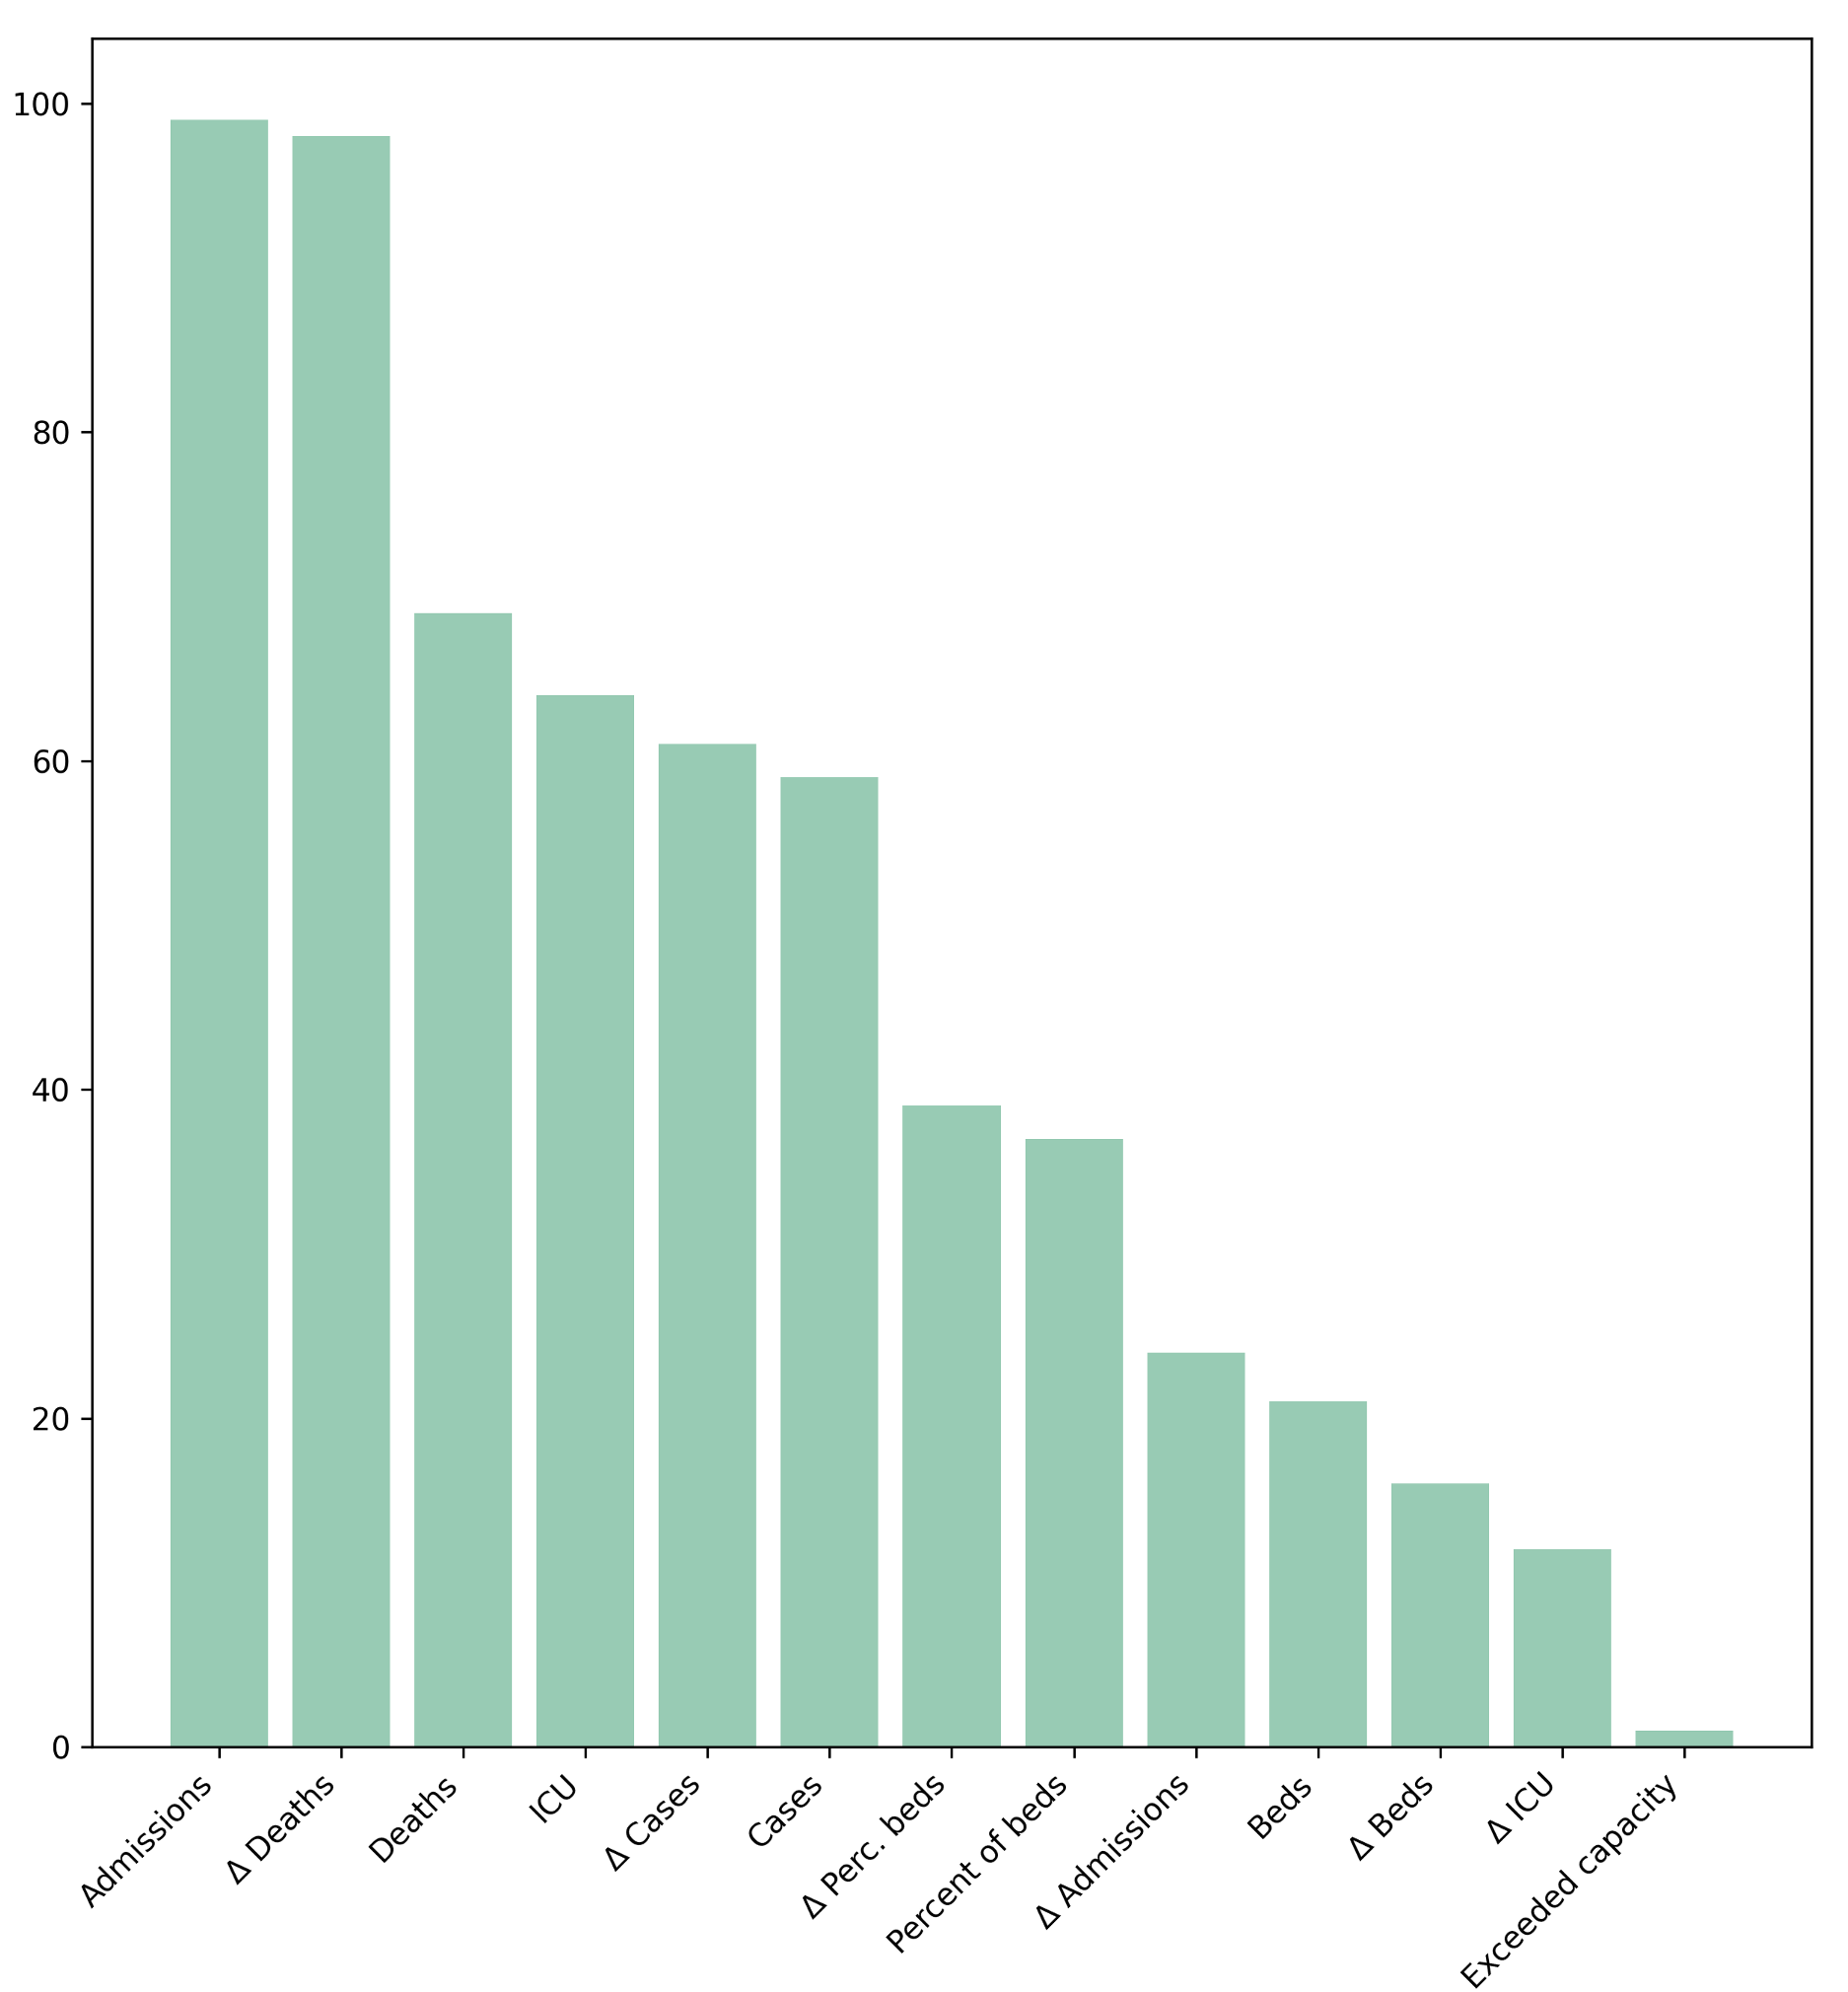 100
80
60
40
20
0
Admissions
Δ Deaths
Deaths
ICU
Δ Cases
Cases
Δ Perc. beds
Percent of beds
Δ Admissions
Beds
Δ Beds
Δ ICU
Exceeded capacity